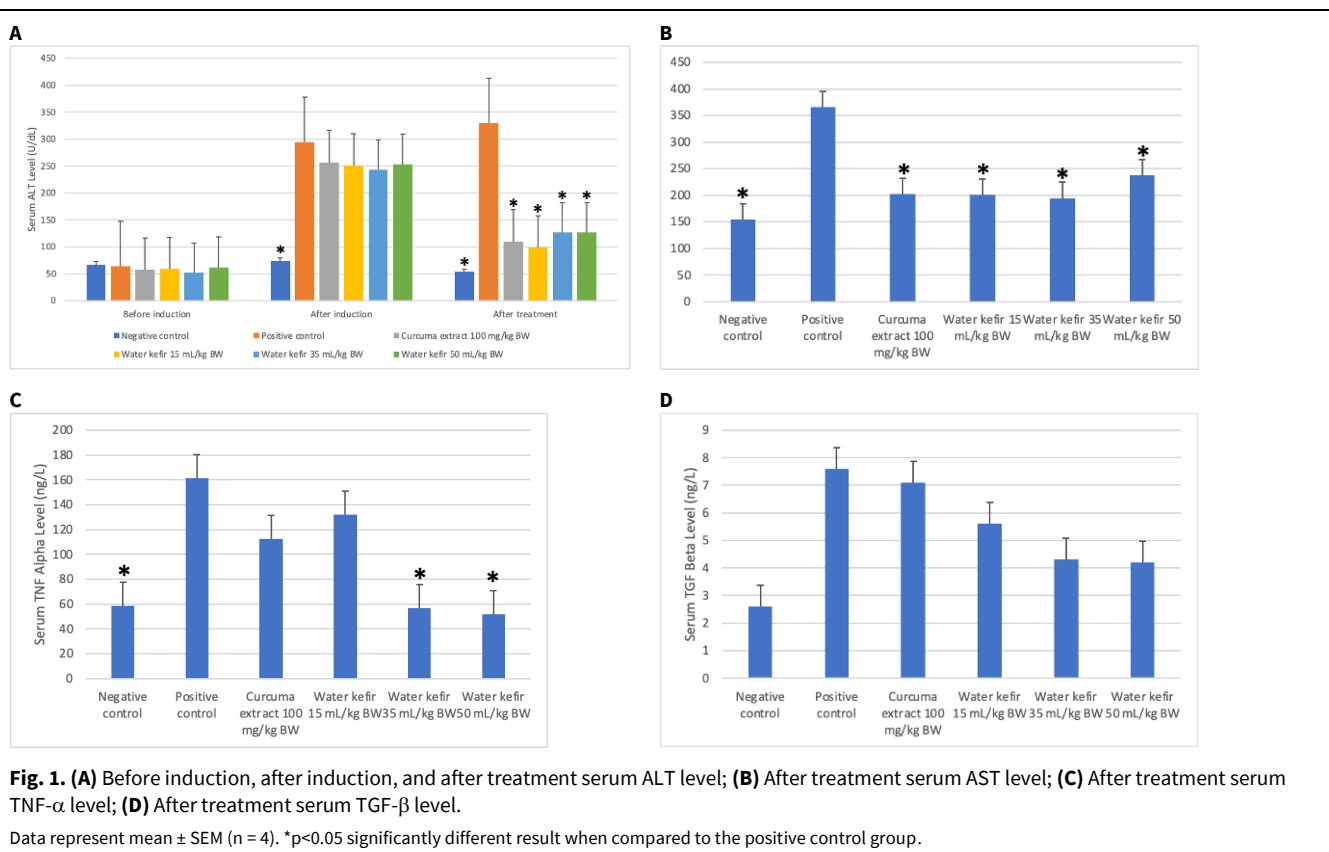 A
450
400
350
300
250
200
150
100
50
0
Serum ALT Level (U/dL)
*
*
*
*
*
*
Before induction
After induction
After treatment
Negative control
Positive control
Curcuma extract 100 mg/kg BW
Water kefir 15 mL/kg BW
Water kefir 35 mL/kg BW
Water kefir 50 mL/kg BW
B
450
400
350
300
250
200
150
100
50
0
*
*
*
*
*
Negative
control
Positive
control
Curcuma
extract 100
mg/kg BW
Water kefir 15
mL/kg BW
Water kefir 35
mL/kg BW
Water kefir 50
mL/kg BW
C
200
180
160
140
120
100
80
60
40
20
0
Serum TNF Alpha Level (ng/L)
*
*
*
Negative
control
Positive
control
Curcuma
extract 100
mg/kg BW
Water kefir
15 mL/kg BW
Water kefir
35 mL/kg BW
Water kefir
50 mL/kg BW
D
9
8
7
6
5
4
3
2
1
0
Serum TGF Beta Level (ng/L)
Negative
control
Positive
control
Curcuma
extract 100
mg/kg BW
Water kefir
15 mL/kg BW
Water kefir
35 mL/kg BW
Water kefir
50 mL/kg BW
Fig. 1. (A) Before induction, after induction, and after treatment serum ALT level; (B) After treatment serum AST level; (C) After treatment serum
TNF-α level; (D) After treatment serum TGF-β level.
Data represent mean ± SEM (n = 4). *p<0.05 significantly different result when compared to the positive control group.